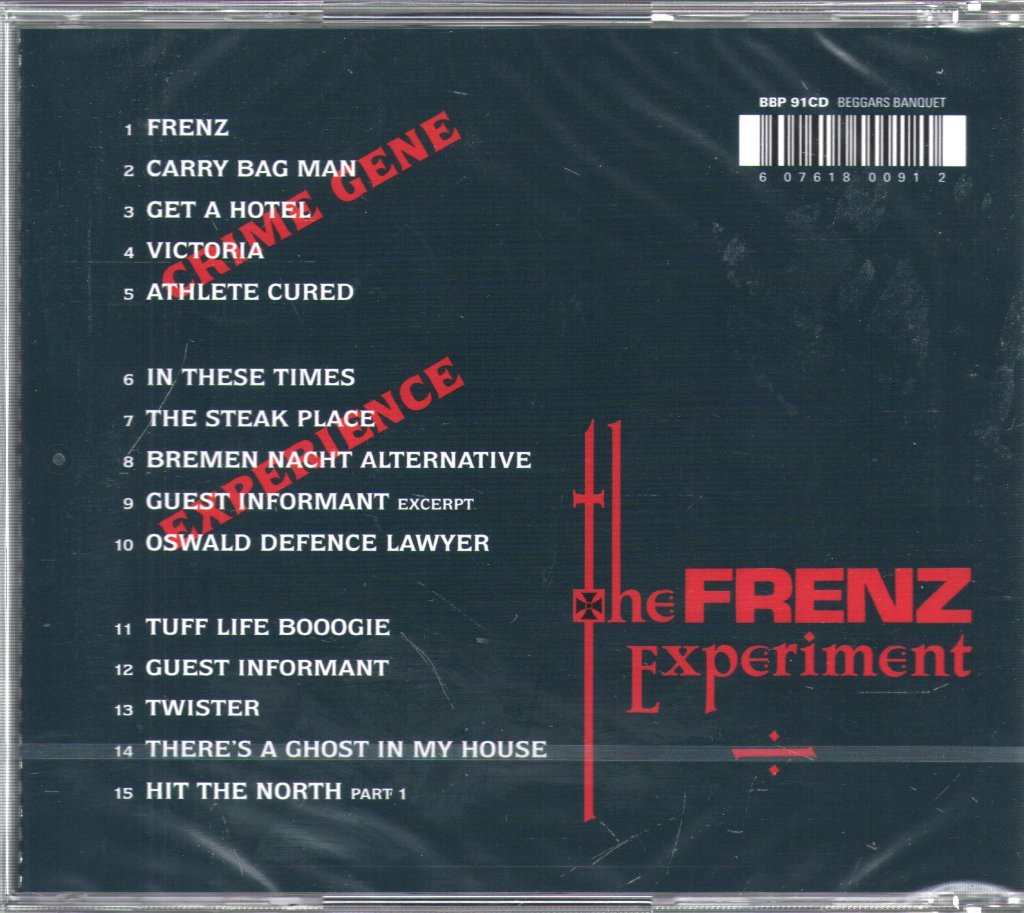 BBP 91CD BEGGARS BANQUET
6 07618 0091 2
CRIME GENE
1 FRENZ
2 CARRY BAG MAN
3 GET A HOTEL
4 VICTORIA
5 ATHLETE CURED
EXPERIENCE
6 IN THESE TIMES
7 THE STEAK PLACE
8 BREMEN NACHT ALTERNATIVE
9 GUEST INFORMANT EXCERPT
10 OSWALD DEFENCE LAWYER
11 TUFF LIFE BOOOGIE
12 GUEST INFORMANT
13 TWISTER
14 THERE'S A GHOST IN MY HOUSE
15 HIT THE NORTH PART 1
the FRENZ
Experiment